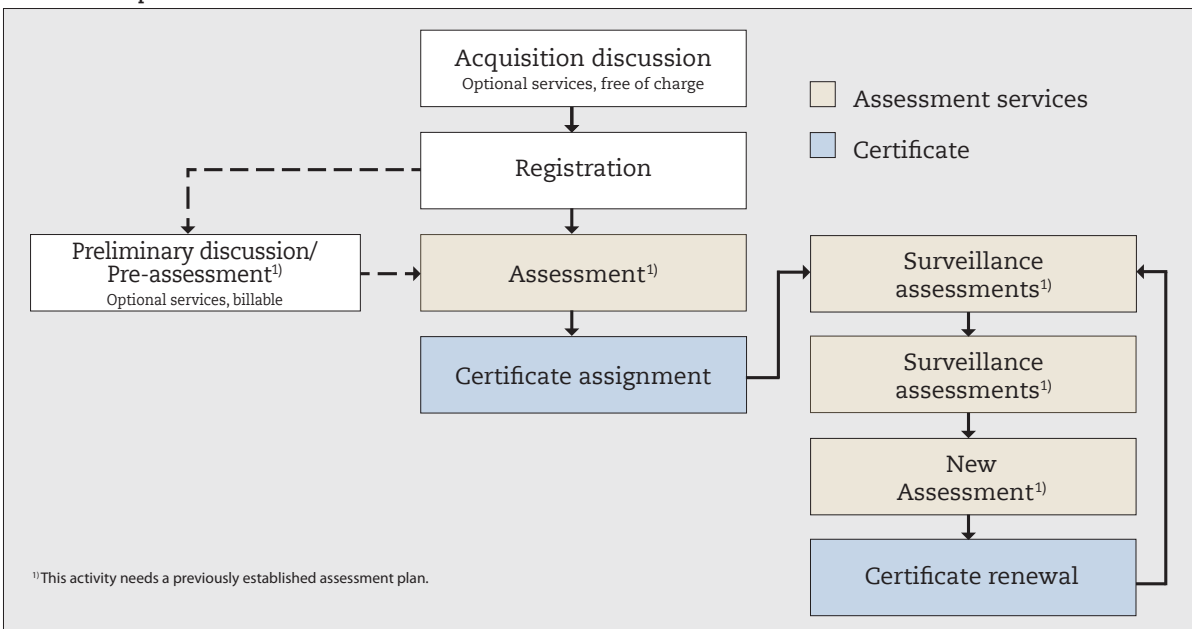 Acquisition discussion
Optional services, free of charge
Assessment services
Certificate
Registration
Preliminary discussion/
Pre-assessment¹⁾
Optional services, billable
Assessment¹⁾
Certificate assignment
Surveillance
assessments¹⁾
Surveillance
assessments¹⁾
New
Assessment¹⁾
Certificate renewal
¹⁾This activity needs a previously established assessment plan.